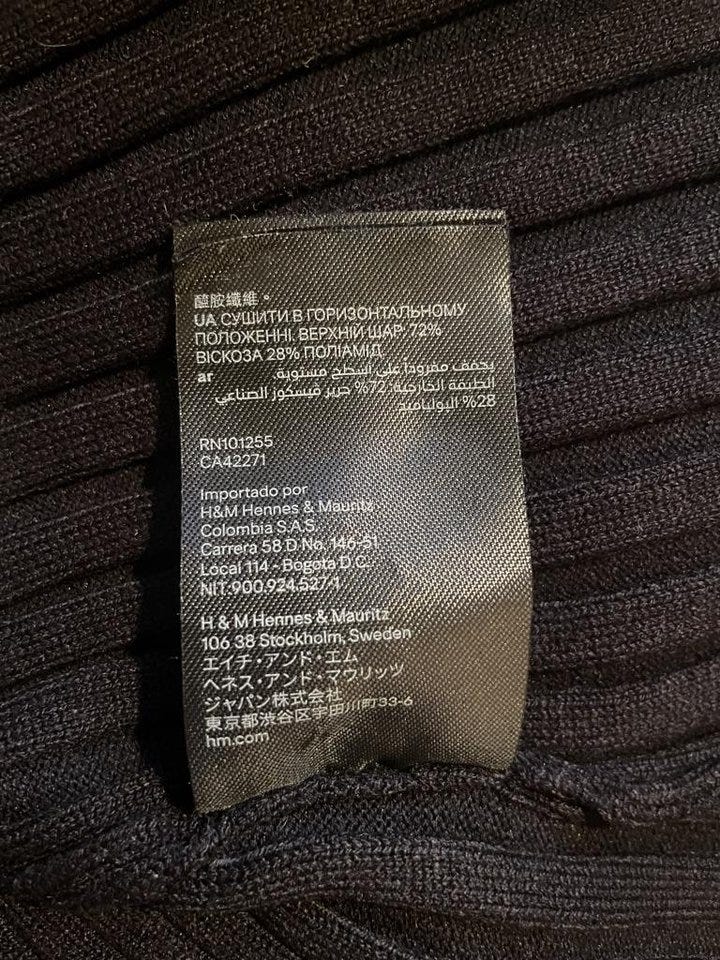 醯胺纖維。
UA СУШИТИ В ГОРИЗОНТАЛЬНОМУ
ПОЛОЖЕННІ. ВЕРХНІЙ ШАР: 72%
ВІСКОЗА 28% ПОЛІАМІД
ar
يجفف مفروداً على أسطح مستوية
الطبقة الخارجية: 72% حرير فيسكوز الصناعي
28% البولياميد
RN101255
CA42271
Importado por
H&M Hennes & Mauritz
Colombia S.A.S.
Carrera 58 D No. 146-51
Local 114 - Bogota D.C.
NIT:900.924.527-1
H & M Hennes & Mauritz
106 38 Stockholm, Sweden
エイチ・アンド・エム
ヘネス・アンド・マウリッツ
ジャパン株式会社
東京都渋谷区宇田川町33-6
hm.com